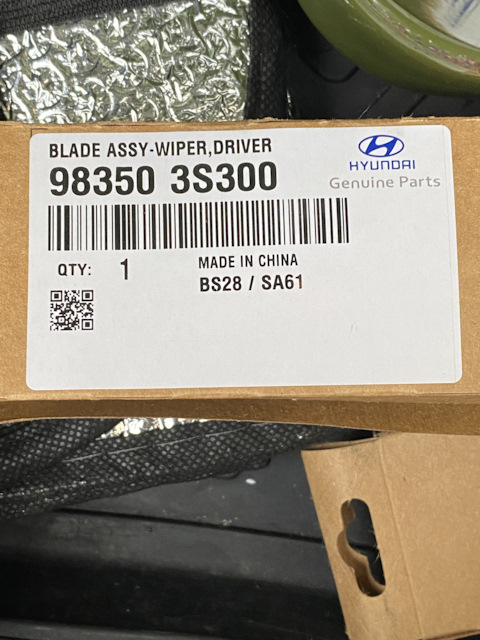 BLADE ASSY-WIPER,DRIVER
98350 3S300
HYUNDAI
Genuine Parts
QTY: 1
MADE IN CHINA
BS28 / SA61